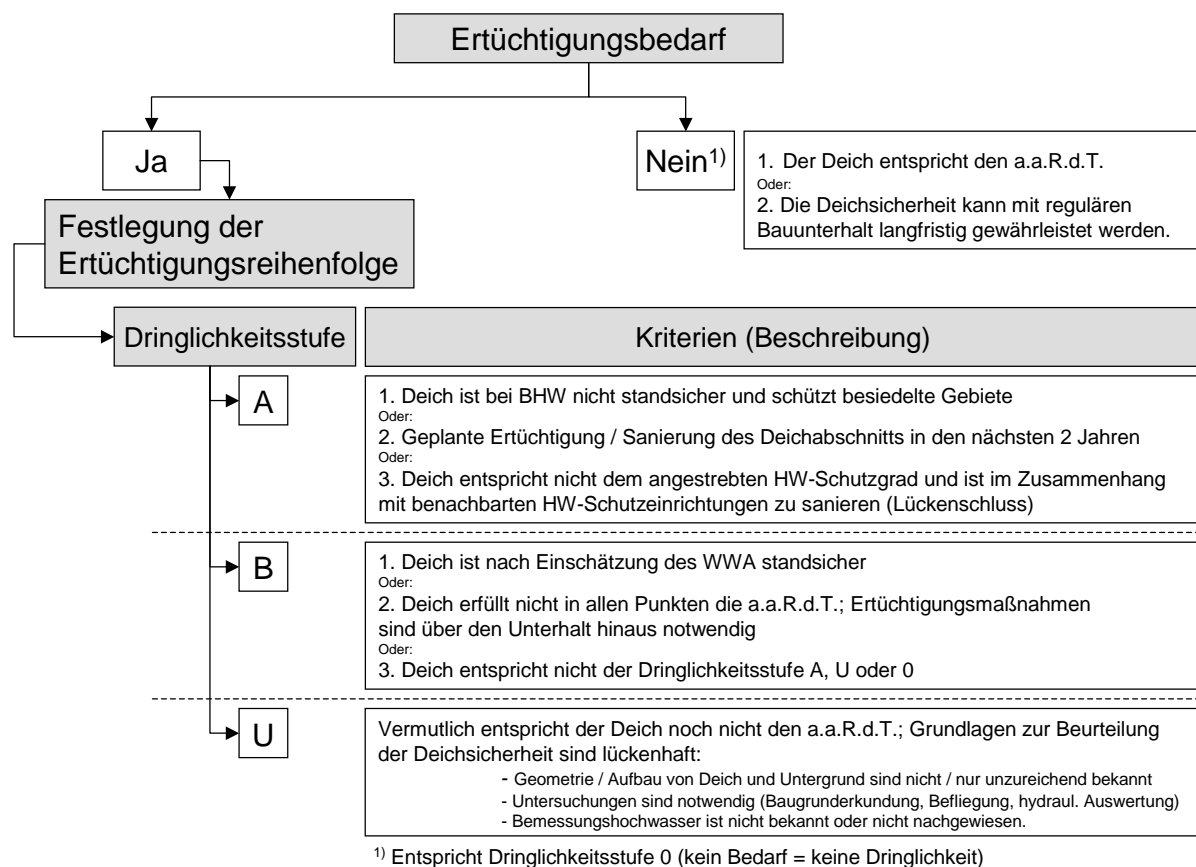 Ertüchtigungsbedarf
Ja
Nein1)
1. Der Deich entspricht den a.a.R.d.T.
Oder:
2. Die Deichsicherheit kann mit regulären
Bauunterhalt langfristig gewährleistet werden.
Festlegung der
Ertüchtigungsreihenfolge
Dringlichkeitsstufe
Kriterien (Beschreibung)
A
1. Deich ist bei BHW nicht standsicher und schützt besiedelte Gebiete
Oder:
2. Geplante Ertüchtigung / Sanierung des Deichabschnitts in den nächsten 2 Jahren
Oder:
3. Deich entspricht nicht dem angestrebten HW-Schutzgrad und ist im Zusammenhang
mit benachbarten HW-Schutzeinrichtungen zu sanieren (Lückenschluss)
B
1. Deich ist nach Einschätzung des WWA standsicher
Oder:
2. Deich erfüllt nicht in allen Punkten die a.a.R.d.T.; Ertüchtigungsmaßnahmen
sind über den Unterhalt hinaus notwendig
Oder:
3. Deich entspricht nicht der Dringlichkeitsstufe A, U oder 0
U
Vermutlich entspricht der Deich noch nicht den a.a.R.d.T.; Grundlagen zur Beurteilung
der Deichsicherheit sind lückenhaft:
- Geometrie / Aufbau von Deich und Untergrund sind nicht / nur unzureichend bekannt
- Untersuchungen sind notwendig (Baugrunderkundung, Befliegung, hydraul. Auswertung)
- Bemessungshochwasser ist nicht bekannt oder nicht nachgewiesen.
1) Entspricht Dringlichkeitsstufe 0 (kein Bedarf = keine Dringlichkeit)